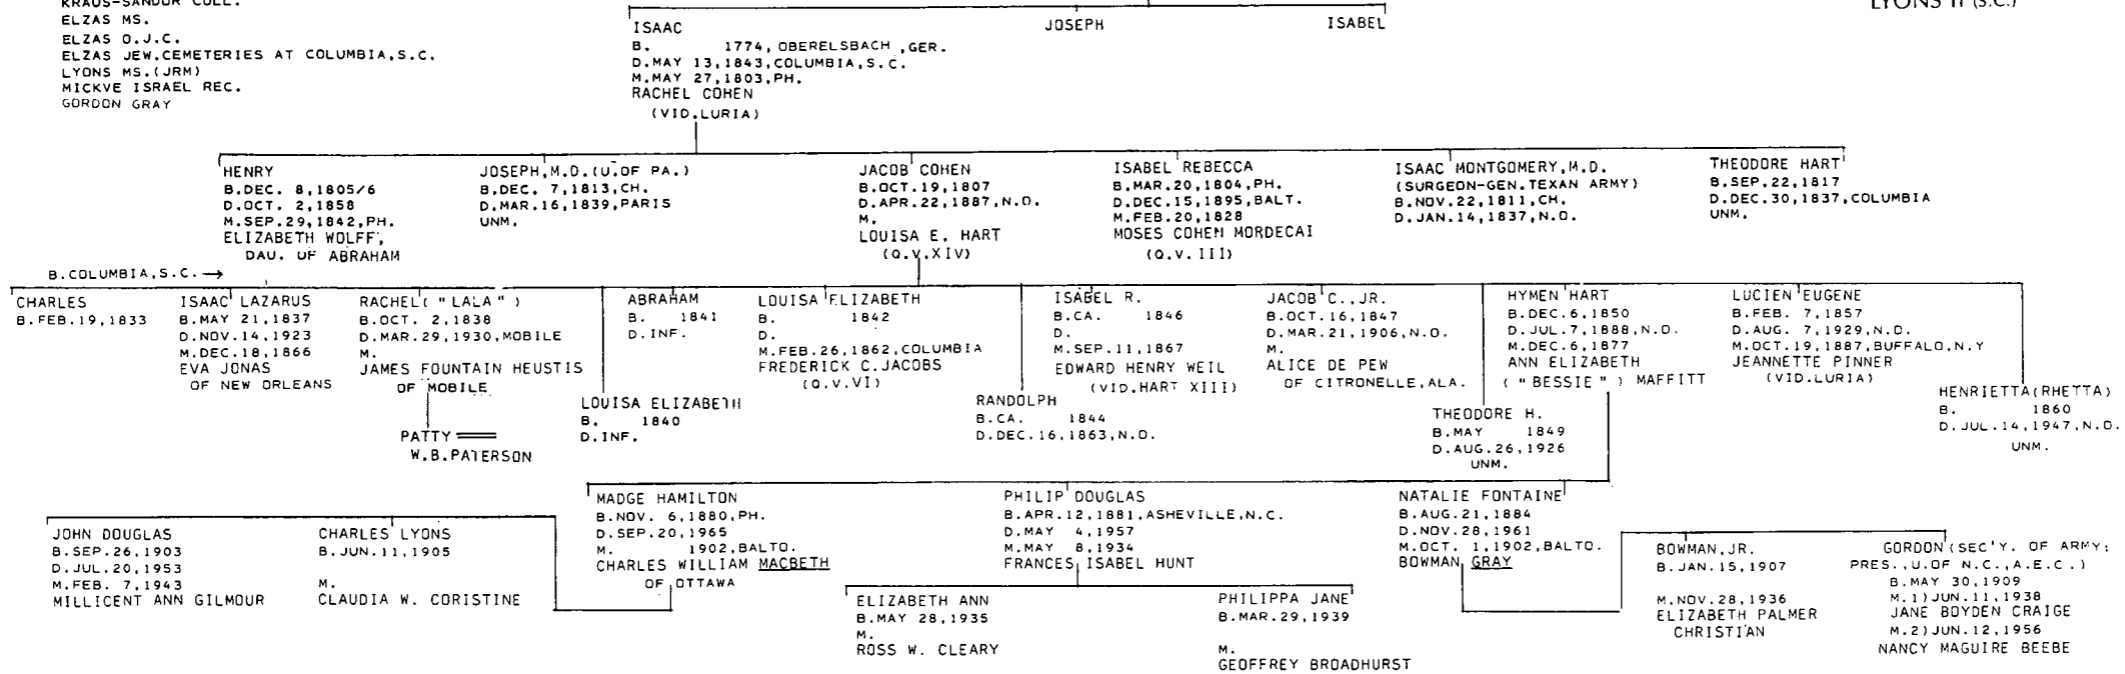 KRAUS-SANDOR COLL.
ELZAS MS.
ELZAS O.J.C.
ELZAS JEW.CEMETERIES AT COLUMBIA,S.C.
LYONS MS.(JRM)
MICKVE ISRAEL REC.
GORDON GRAY
LYONS II (S.C.)
ISAAC
B. 1774, OBERELSBACH ,GER.
D.MAY 13,1843,COLUMBIA,S.C.
M.MAY 27,1803,PH.
RACHEL COHEN
(VID.LURIA)
JOSEPH
ISABEL
HENRY
B.DEC. 8,1805/6
D.OCT. 2,1858
M.SEP.29,1842,PH.
ELIZABETH WOLFF,
DAU. OF ABRAHAM
JOSEPH,M.D.(U.OF PA.)
B.DEC. 7,1813,CH.
D.MAR.16,1839,PARIS
UNM.
JACOB COHEN
B.OCT.19,1807
D.APR.22,1887,N.O.
M.
LOUISA E. HART
(Q.V.XIV)
ISABEL REBECCA
B.MAR.20,1804,PH.
D.DEC.15,1895,BALT.
M.FEB.20,1828
MOSES COHEN MORDECAI
(Q.V.III)
ISAAC MONTGOMERY,M.D.
(SURGEON-GEN.TEXAN ARMY)
B.NOV.22,1811,CH.
D.JAN.14,1837,N.O.
THEODORE HART
B.SEP.22,1817
D.DEC.30,1837,COLUMBIA
UNM.
B.COLUMBIA,S.C.→
CHARLES
B.FEB.19,1833
ISAAC LAZARUS
B.MAY 21,1837
D.NOV.14,1923
M.DEC.18,1866
EVA JONAS
OF NEW ORLEANS
RACHEL( "LALA" )
B.OCT. 2,1838
D.MAR.29,1930,MOBILE
M.
JAMES FOUNTAIN HEUSTIS
OF MOBILE
PATTY
W.B.PATERSON
LOUISA ELIZABETH
B. 1840
D.INF.
ABRAHAM
B. 1841
D.INF.
LOUISA ELIZABETH
B. 1842
D.
M.FEB.26,1862,COLUMBIA
FREDERICK C.JACOBS
(Q.V.VI)
RANDOLPH
B.CA. 1844
D.DEC.16,1863,N.O.
ISABEL R.
B.CA. 1846
D.
M.SEP.11,1867
EDWARD HENRY WEIL
(VID.HART XIII)
JACOB C.,JR.
B.OCT.16,1847
D.MAR.21,1906,N.O.
M.
ALICE DE PEW
OF CITRONELLE,ALA.
THEODORE H.
B.MAY 1849
D.AUG.26,1926
UNM.
HYMEN HART
B.DEC.6,1850
D.JUL.7,1888,N.O.
M.DEC.6,1877
ANN ELIZABETH
( "BESSIE" ) MAFFITT
LUCIEN EUGENE
B.FEB. 7,1857
D.AUG. 7,1929,N.O.
M.OCT.19,1887,BUFFALO,N.Y
JEANNETTE PINNER
(VID.LURIA)
HENRIETTA(RHETTA)
B. 1860
D.JUL.14,1947,N.O.
UNM.
MADGE HAMILTON
B.NOV. 6,1880,PH.
D.SEP.20,1965
M. 1902,BALTO.
CHARLES WILLIAM MACBETH
OF OTTAWA
PHILIP DOUGLAS
B.APR.12,1881,ASHEVILLE,N.C.
D.MAY 4,1957
M.MAY 8,1934
FRANCES ISABEL HUNT
NATALIE FONTAINE
B.AUG.21,1884
D.NOV.28,1961
M.OCT. 1,1902,BALTO.
BOWMAN GRAY
JOHN DOUGLAS
B.SEP.26,1903
D.JUL.20,1953
M.FEB. 7,1943
MILLICENT ANN GILMOUR
CHARLES LYONS
B.JUN.11,1905
M.
CLAUDIA W. CORISTINE
ELIZABETH ANN
B.MAY 28,1935
M.
ROSS W. CLEARY
PHILIPPA JANE
B.MAR.29,1939
M.
GEOFFREY BROADHURST
BOWMAN,JR.
B.JAN.15,1907
M.NOV.28,1936
ELIZABETH PALMER
CHRISTIAN
GORDON(SEC'Y. OF ARMY;
PRES.,U.OF N.C.,A.E.C.)
B.MAY 30,1909
M.1)JUN.11,1938
JANE BOYDEN CRAIGE
M.2)JUN.12,1956
NANCY MAGUIRE BEEBE